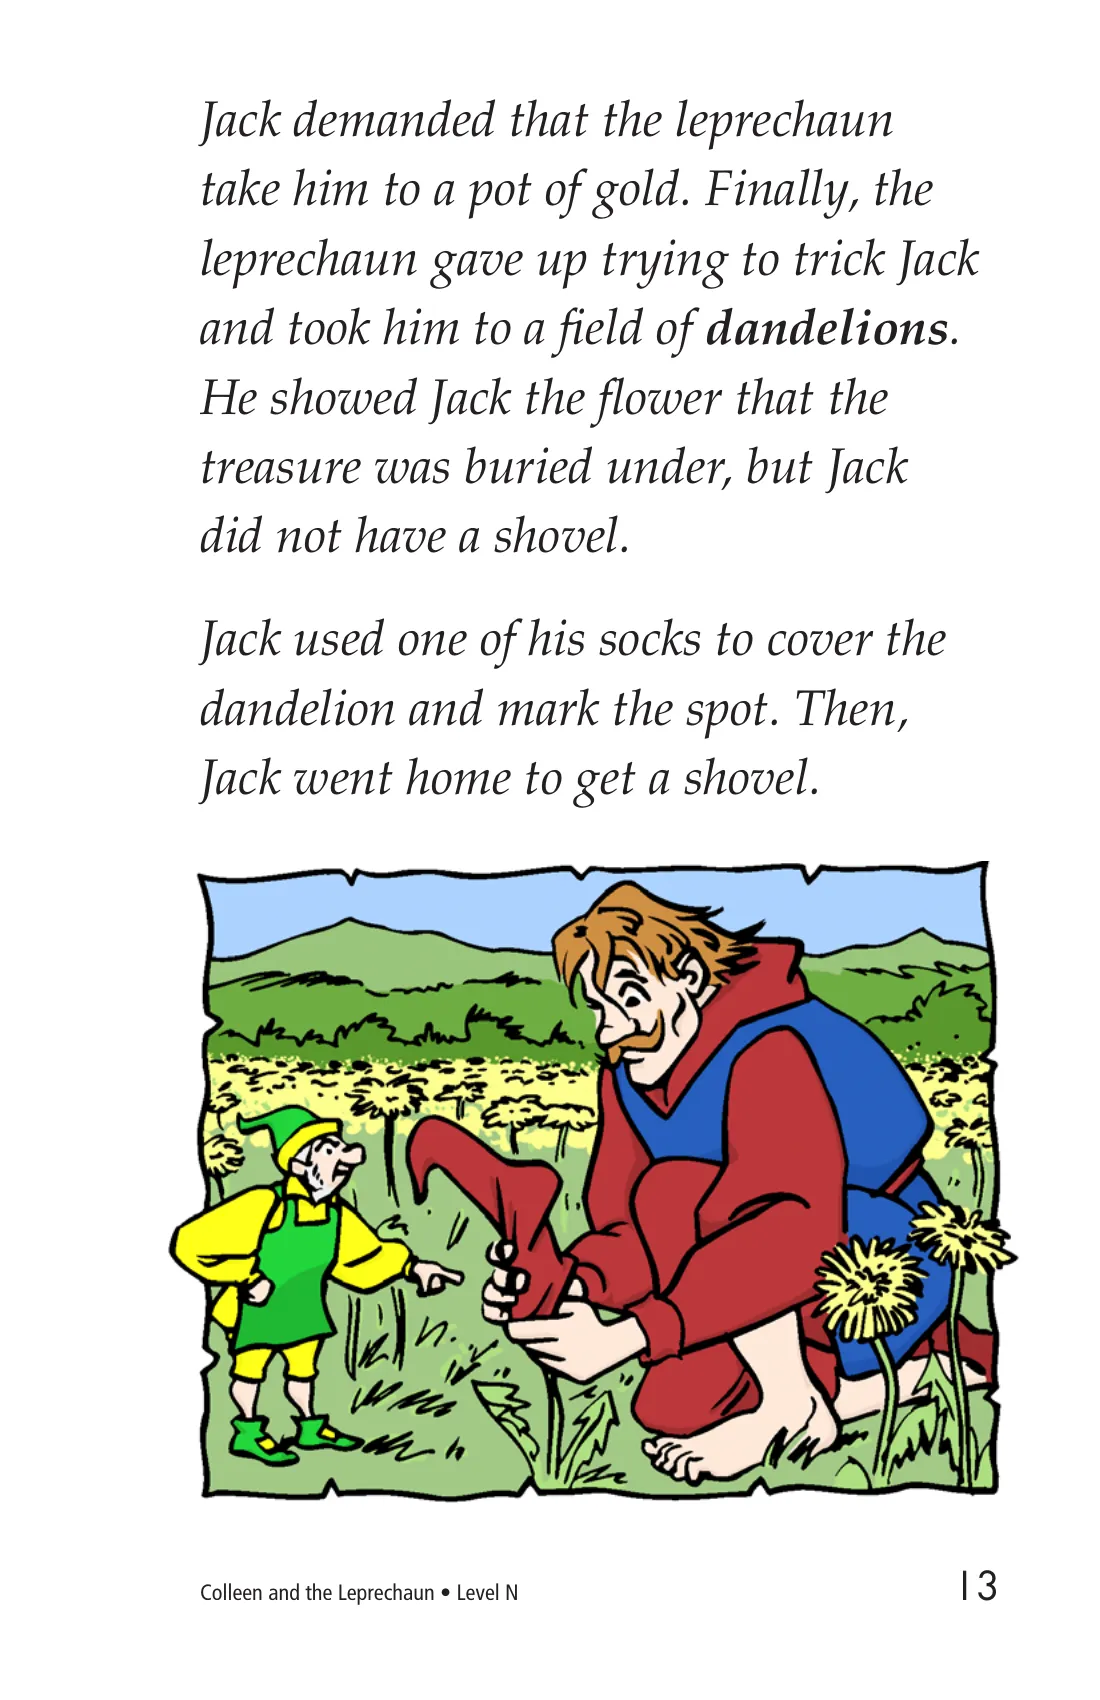 Jack demanded that the leprechaun
take him to a pot of gold. Finally, the
leprechaun gave up trying to trick Jack
and took him to a field of dandelions.
He showed Jack the flower that the
treasure was buried under, but Jack
did not have a shovel.
Jack used one of his socks to cover the
dandelion and mark the spot. Then,
Jack went home to get a shovel.
Colleen and the Leprechaun • Level N
13